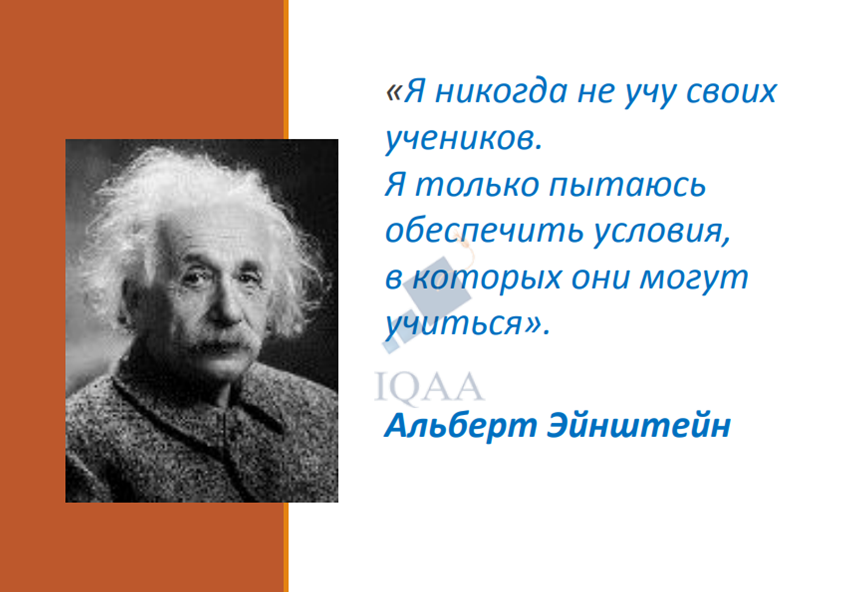 «Я никогда не учу своих
учеников.
Я только пытаюсь
обеспечить условия,
в которых они могут
учиться».
IQAA
Альберт Эйнштейн